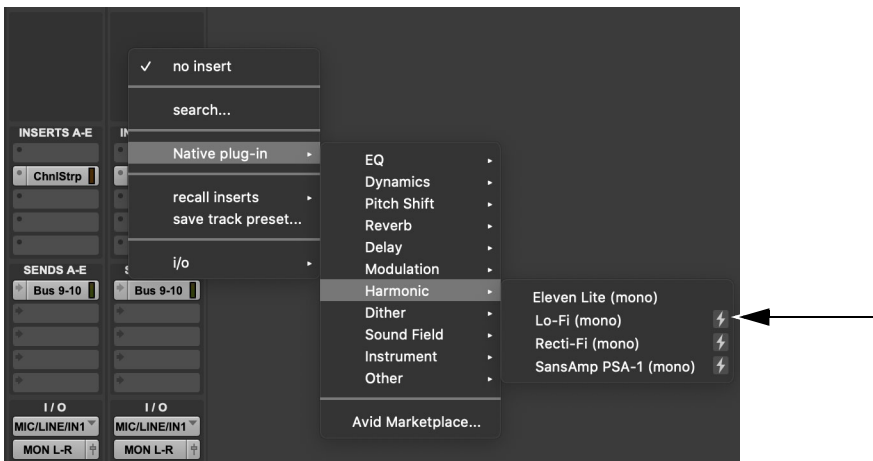 no insert
search...
Native plug-in
recall inserts
save track preset...
i/o
EQ
Dynamics
Pitch Shift
Reverb
Delay
Modulation
Harmonic
Dither
Sound Field
Instrument
Other
Avid Marketplace...
Eleven Lite (mono)
Lo-Fi (mono)
Recti-Fi (mono)
SansAmp PSA-1 (mono)
INSERTS A-E
ChnlStrp
SENDS A-E
Bus 9-10
Bus 9-10
I / O
I / O
MIC/LINE/IN1
MIC/LINE/IN1
MON L-R
MON L-R